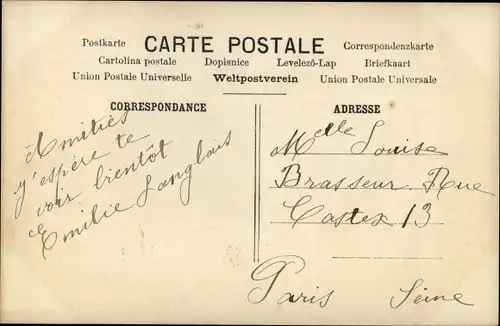 Postkarte CARTE POSTALE Correspondenzkarte
Cartolina postale Dopisnice Levelező-Lap Briefkaart
Union Postale Universelle Weltpostverein Union Postale Universale
CORRESPONDANCE
Amitiés
j'espère te
voir bientôt
Emilie Langlois
ADRESSE
Melle Louise
Brasseur. Rue
Castex 13
Paris Seine